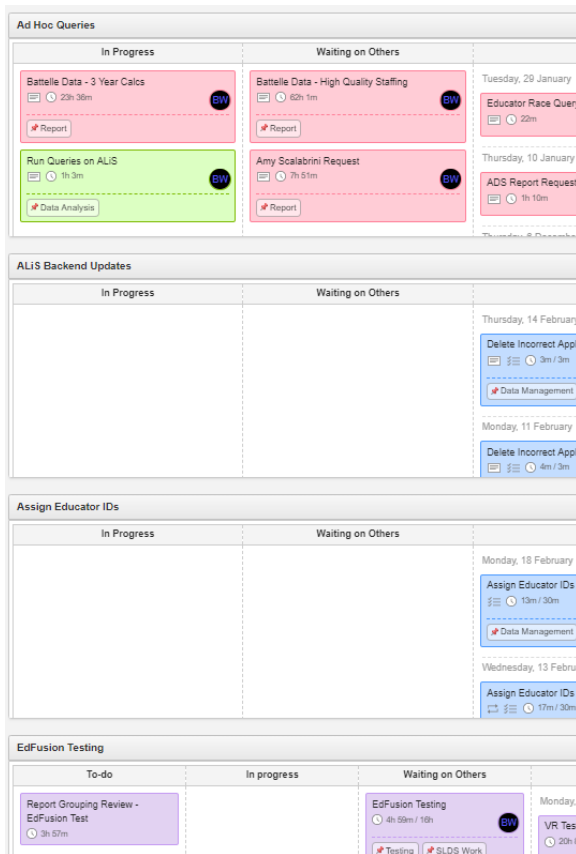 Ad Hoc Queries
In Progress
Waiting on Others
Battelle Data - 3 Year Calcs
23h 36m
BW
Report
Run Queries on ALiS
1h 3m
BW
Data Analysis
Battelle Data - High Quality Staffing
62h 1m
BW
Report
Amy Scalabrini Request
7h 51m
BW
Report
Tuesday, 29 January
Educator Race Quer
22m
Thursday, 10 January
ADS Report Request
1h 10m
Thursday, 6 Decembe
ALiS Backend Updates
In Progress
Waiting on Others
Thursday, 14 February
Delete Incorrect Appl
3m / 3m
Data Management
Monday, 11 February
Delete Incorrect Appl
4m / 3m
Assign Educator IDs
In Progress
Waiting on Others
Monday, 18 February
Assign Educator IDs
13m / 30m
Data Management
Wednesday, 13 Febru
Assign Educator IDs
17m / 30m
EdFusion Testing
To-do
In progress
Waiting on Others
Report Grouping Review -
EdFusion Test
3h 57m
EdFusion Testing
4h 59m / 16h
BW
Testing
SLDS Work
Monday,
VR Tes
20h